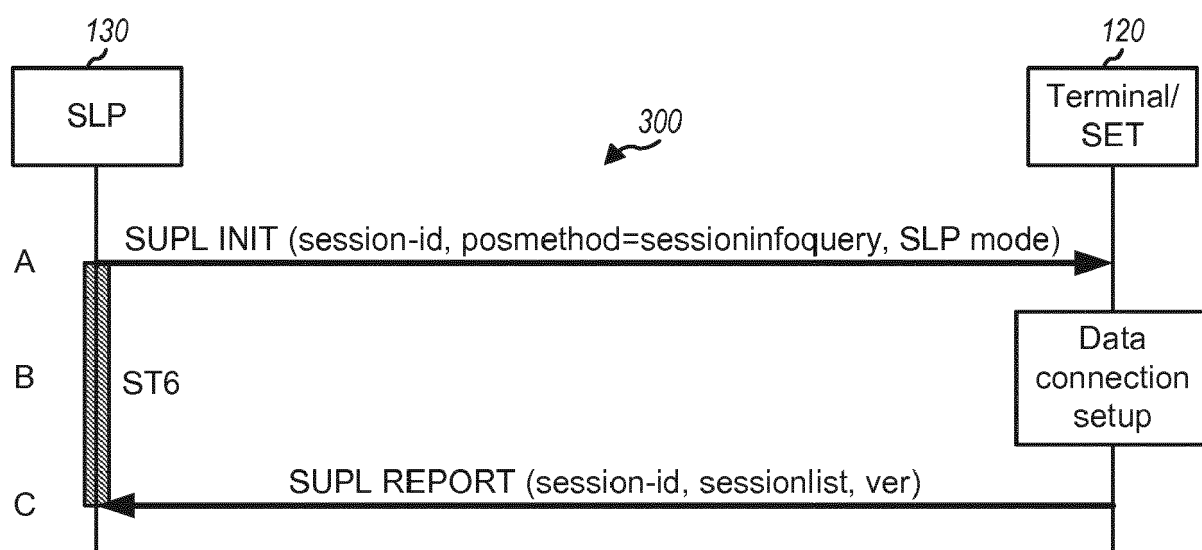 130
120
SLP
Terminal/
SET
300
A
SUPL INIT (session-id, posmethod=sessioninfoquery, SLP mode)
B
ST6
Data
connection
setup
C
SUPL REPORT (session-id, sessionlist, ver)